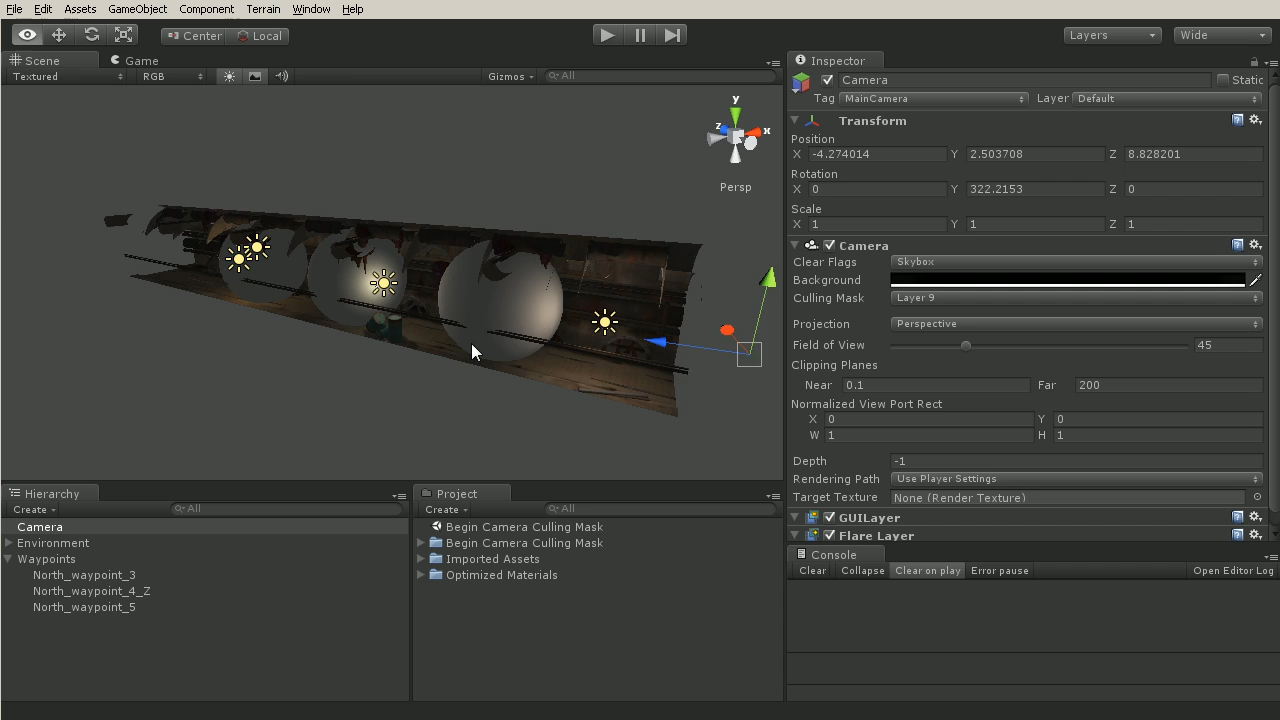 File Edit Assets GameObject Component Terrain Window Help
Center Local Layers Wide
Scene Game
Textured RGB Gizmos All
y
z x
Persp
Inspector
Camera Static
Tag MainCamera Layer Default
Transform
Position
X -4.274014 Y 2.503708 Z 8.828201
Rotation
X 0 Y 322.2153 Z 0
Scale
X 1 Y 1 Z 1
Camera
Clear Flags Skybox
Background
Culling Mask Layer 9
Projection Perspective
Field of View 45
Clipping Planes
Near 0.1 Far 200
Normalized View Port Rect
X 0 Y 0
W 1 H 1
Depth -1
Rendering Path Use Player Settings
Target Texture None (Render Texture)
GUILayer
Flare Layer
Hierarchy
Create All
Camera
Environment
Waypoints
North_waypoint_3
North_waypoint_4_Z
North_waypoint_5
Project
Create All
Begin Camera Culling Mask
Begin Camera Culling Mask
Imported Assets
Optimized Materials
Console
Clear Collapse Clear on play Error pause Open Editor Log